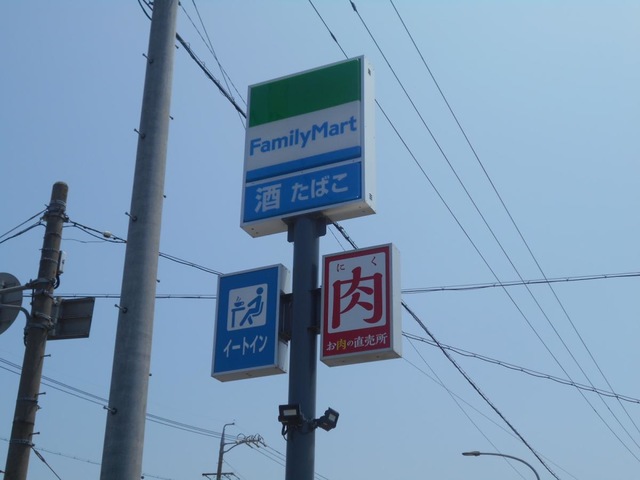 FamilyMart
酒 たばこ
イートイン
にく
肉
お肉の直売所